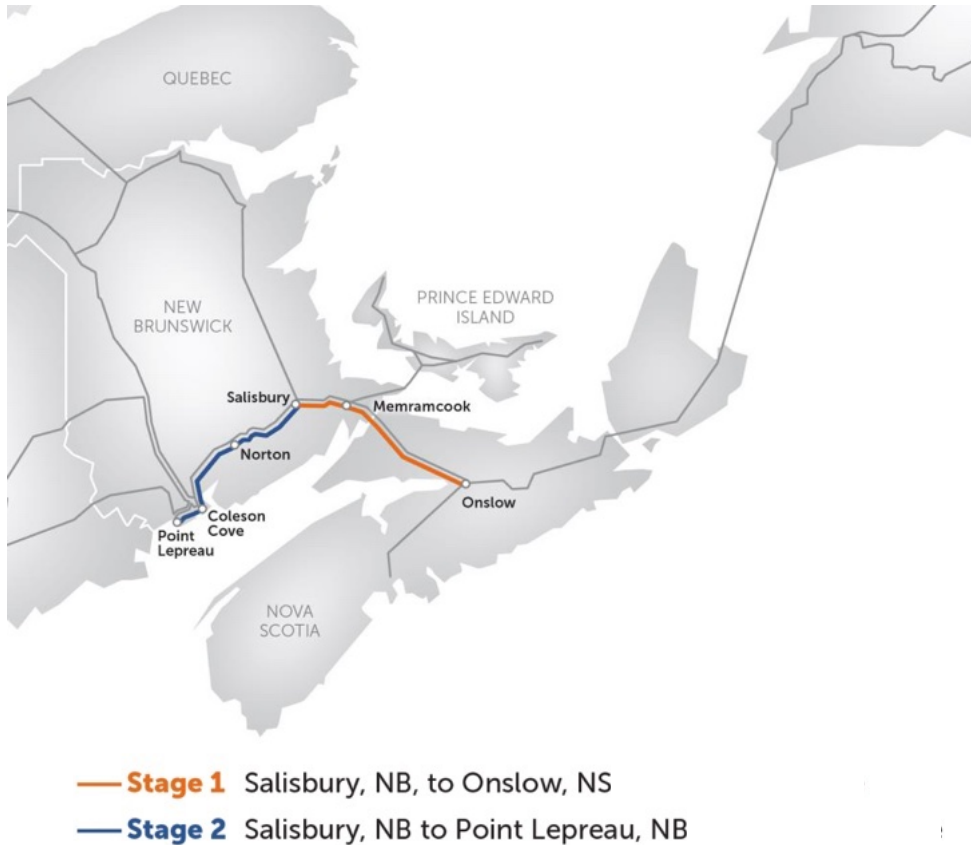 QUEBEC
NEW
BRUNSWICK
PRINCE EDWARD
ISLAND
Salisbury
Memramcook
Norton
Onslow
Coleson
Cove
Point
Lepreau
NOVA
SCOTIA
Stage 1 Salisbury, NB, to Onslow, NS
Stage 2 Salisbury, NB to Point Lepreau, NB